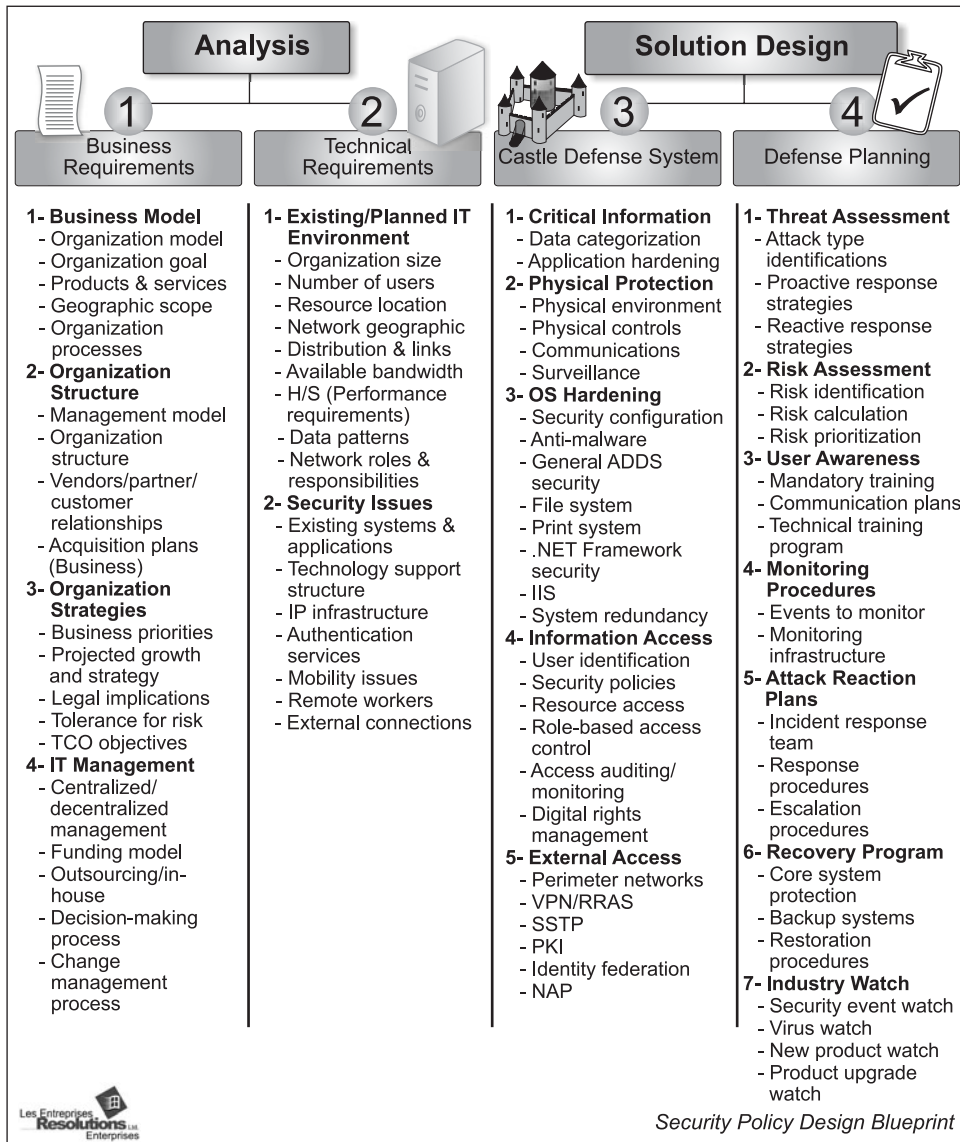 Analysis
Solution Design
1
2
3
4
Business
Requirements
Technical
Requirements
Castle Defense System
Defense Planning
1- Business Model
- Organization model
- Organization goal
- Products & services
- Geographic scope
- Organization
processes
2- Organization
Structure
- Management model
- Organization
structure
- Vendors/partner/
customer
relationships
- Acquisition plans
(Business)
3- Organization
Strategies
- Business priorities
- Projected growth
and strategy
- Legal implications
- Tolerance for risk
- TCO objectives
4- IT Management
- Centralized/
decentralized
management
- Funding model
- Outsourcing/in-
house
- Decision-making
process
- Change
management
process
1- Existing/Planned IT
Environment
- Organization size
- Number of users
- Resource location
- Network geographic
- Distribution & links
- Available bandwidth
- H/S (Performance
requirements)
- Data patterns
- Network roles &
responsibilities
2- Security Issues
- Existing systems &
applications
- Technology support
structure
- IP infrastructure
- Authentication
services
- Mobility issues
- Remote workers
- External connections
1- Critical Information
- Data categorization
- Application hardening
2- Physical Protection
- Physical environment
- Physical controls
- Communications
- Surveillance
3- OS Hardening
- Security configuration
- Anti-malware
- General ADDS
security
- File system
- Print system
- .NET Framework
security
- IIS
- System redundancy
4- Information Access
- User identification
- Security policies
- Resource access
- Role-based access
control
- Access auditing/
monitoring
- Digital rights
management
5- External Access
- Perimeter networks
- VPN/RRAS
- SSTP
- PKI
- Identity federation
- NAP
1- Threat Assessment
- Attack type
identifications
- Proactive response
strategies
- Reactive response
strategies
2- Risk Assessment
- Risk identification
- Risk calculation
- Risk prioritization
3- User Awareness
- Mandatory training
- Communication plans
- Technical training
program
4- Monitoring
Procedures
- Events to monitor
- Monitoring
infrastructure
5- Attack Reaction
Plans
- Incident response
team
- Response
procedures
- Escalation
procedures
6- Recovery Program
- Core system
protection
- Backup systems
- Restoration
procedures
7- Industry Watch
- Security event watch
- Virus watch
- New product watch
- Product upgrade
watch
Les Entreprises
Resolutions Ltd.
Enterprises
Security Policy Design Blueprint